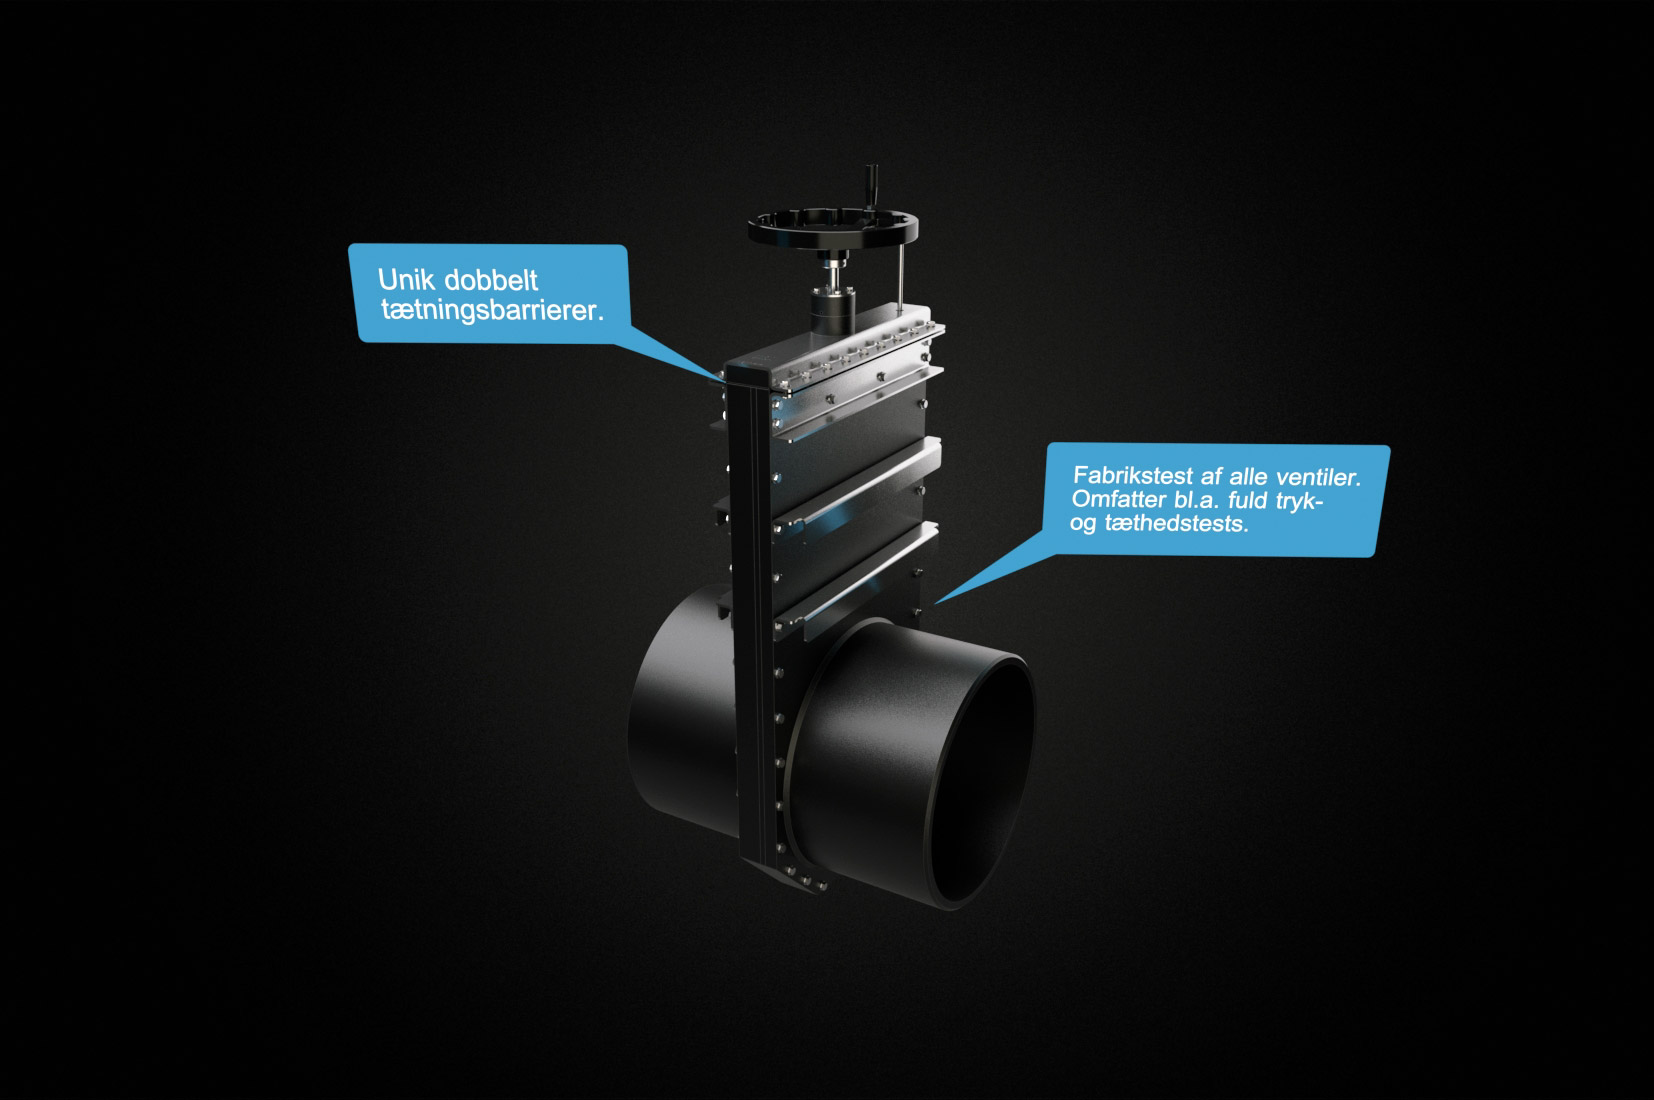 Unik dobbelt
tætningsbarrierer.
Fabrikstest af alle ventiler.
Omfatter bl.a. fuld tryk-
og tæthedstests.